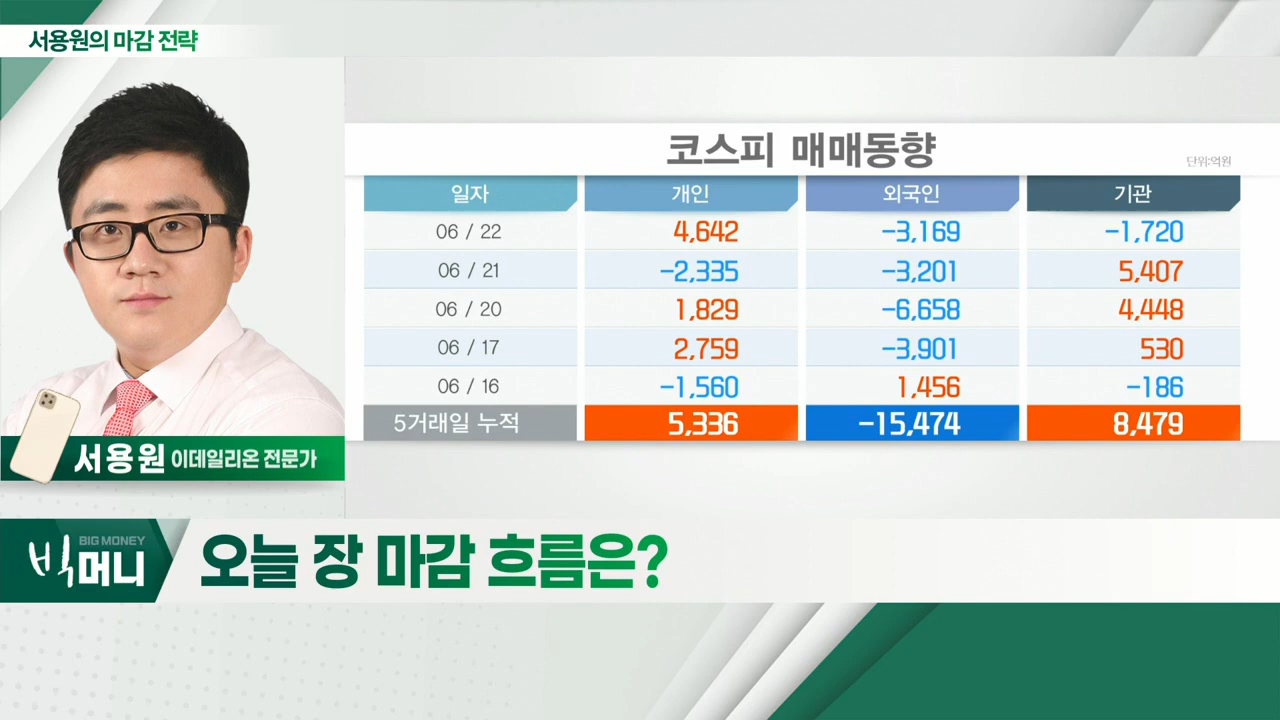 서용원의 마감 전략
코스피 매매동향
단위:억원
일자 개인 외국인 기관
06 / 22 4,642 -3,169 -1,720
06 / 21 -2,335 -3,201 5,407
06 / 20 1,829 -6,658 4,448
06 / 17 2,759 -3,901 530
06 / 16 -1,560 1,456 -186
5거래일 누적 5,336 -15,474 8,479
서용원 이데일리온 전문가
BIG MONEY
빅머니
오늘 장 마감 흐름은?